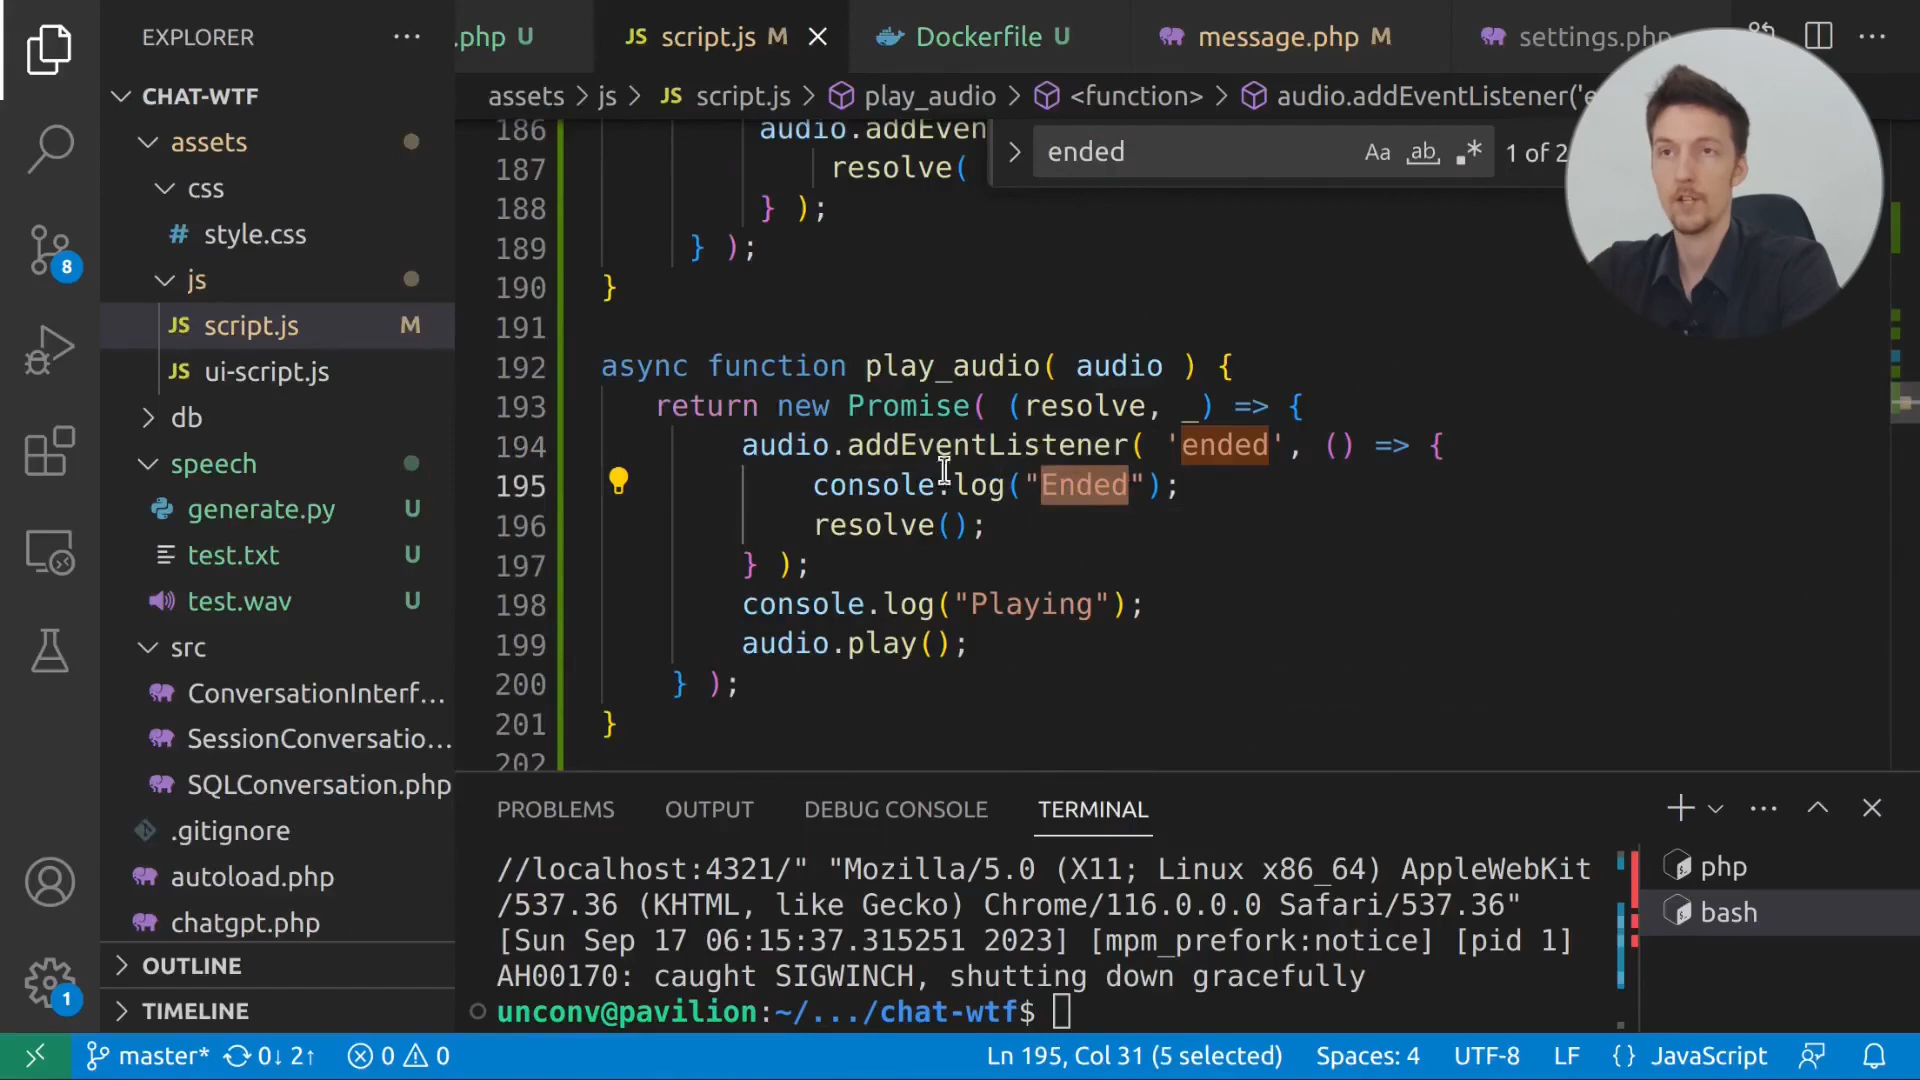 EXPLORER
CHAT-WTF
assets
css
# style.css
js
JS script.js M
JS ui-script.js
db
speech
generate.py U
test.txt U
test.wav U
src
ConversationInterf...
SessionConversatio...
SQLConversation.php
.gitignore
autoload.php
chatgpt.php
OUTLINE
TIMELINE
8
1
.php U
JS script.js M
Dockerfile U
message.php M
settings.php
assets > js > JS script.js > play_audio > <function> > audio.addEventListener('e
ended
Aa ab .* 1 of 2
186 audio.addEven
187 resolve(
188 } );
189 } );
190 }
191
192 async function play_audio( audio ) {
193 return new Promise( (resolve, _) => {
194 audio.addEventListener( 'ended', () => {
195 console.log("Ended");
196 resolve();
197 } );
198 console.log("Playing");
199 audio.play();
200 } );
201 }
202
PROBLEMS OUTPUT DEBUG CONSOLE TERMINAL
//localhost:4321/" "Mozilla/5.0 (X11; Linux x86_64) AppleWebKit
/537.36 (KHTML, like Gecko) Chrome/116.0.0.0 Safari/537.36"
[Sun Sep 17 06:15:37.315251 2023] [mpm_prefork:notice] [pid 1]
AH00170: caught SIGWINCH, shutting down gracefully
unconv@pavilion:~/.../chat-wtf$
php
bash
master* 0↓ 2↑ 0 0 Ln 195, Col 31 (5 selected) Spaces: 4 UTF-8 LF {} JavaScript